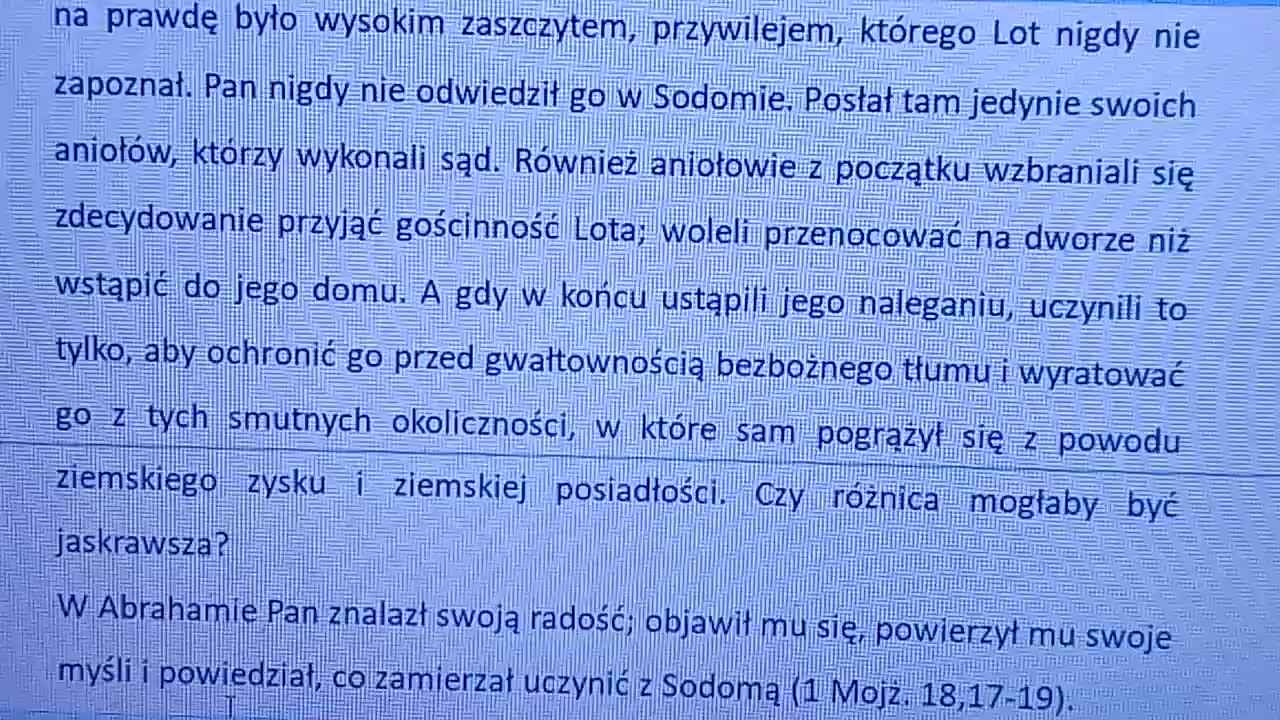 na prawdę było wysokim zaszczytem, przywilejem, którego Lot nigdy nie
zapoznał. Pan nigdy nie odwiedził go w Sodomie. Posłał tam jedynie swoich
aniołów, którzy wykonali sąd. Również aniołowie z początku wzbraniali się
zdecydowanie przyjąć gościnność Lota; woleli przenocować na dworze niż
wstąpić do jego domu. A gdy w końcu ustąpili jego naleganiu, uczynili to
tylko, aby ochronić go przed gwałtownością bezbożnego tłumu i wyratować
go z tych smutnych okoliczności, w które sam pogrążył się z powodu
ziemskiego zysku i ziemskiej posiadłości. Czy różnica mogłaby być
jaskrawsza?
W Abrahamie Pan znalazł swoją radość; objawił mu się, powierzył mu swoje
myśli i powiedział, co zamierzał uczynić z Sodomą (1 Mojż. 18,17-19).